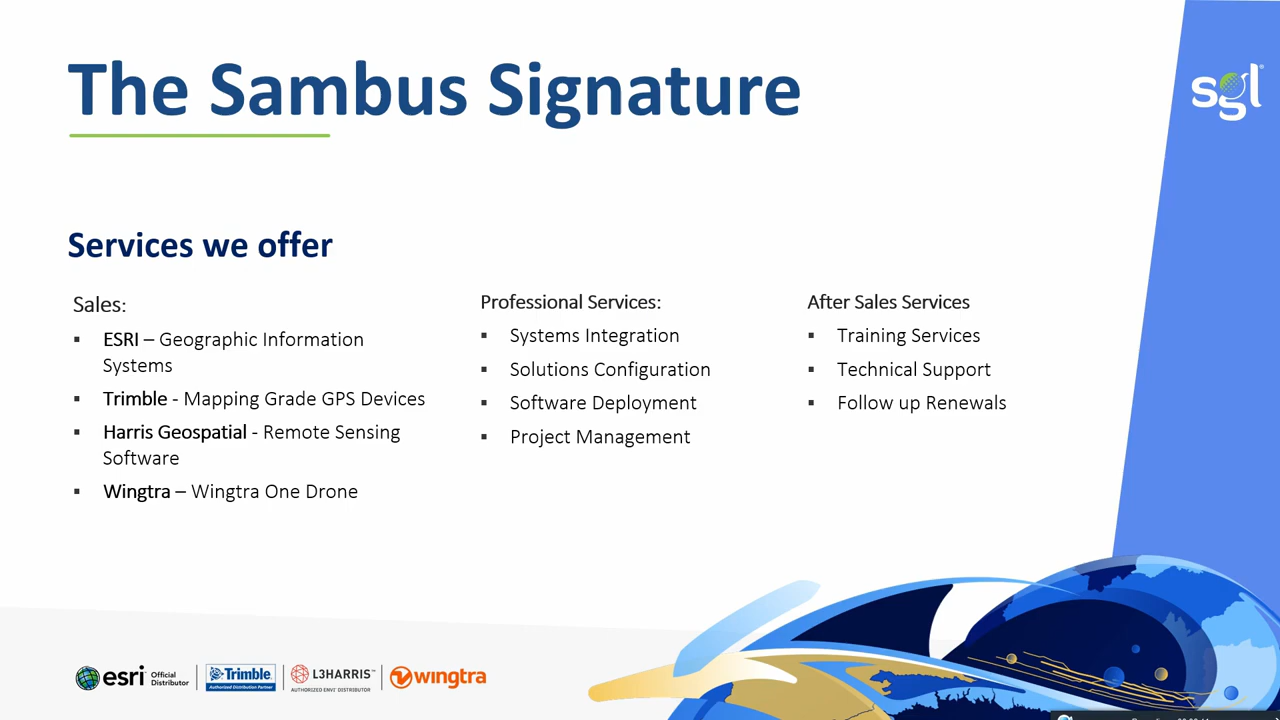 The Sambus Signature
sgl
Services we offer
Sales:
▪ ESRI – Geographic Information
Systems
▪ Trimble - Mapping Grade GPS Devices
▪ Harris Geospatial - Remote Sensing
Software
▪ Wingtra – Wingtra One Drone
Professional Services:
▪ Systems Integration
▪ Solutions Configuration
▪ Software Deployment
▪ Project Management
After Sales Services
▪ Training Services
▪ Technical Support
▪ Follow up Renewals
esri Official
Distributor
Trimble
Authorized Distribution Partner
L3HARRIS™
AUTHORIZED ENVI DISTRIBUTOR
wingtra